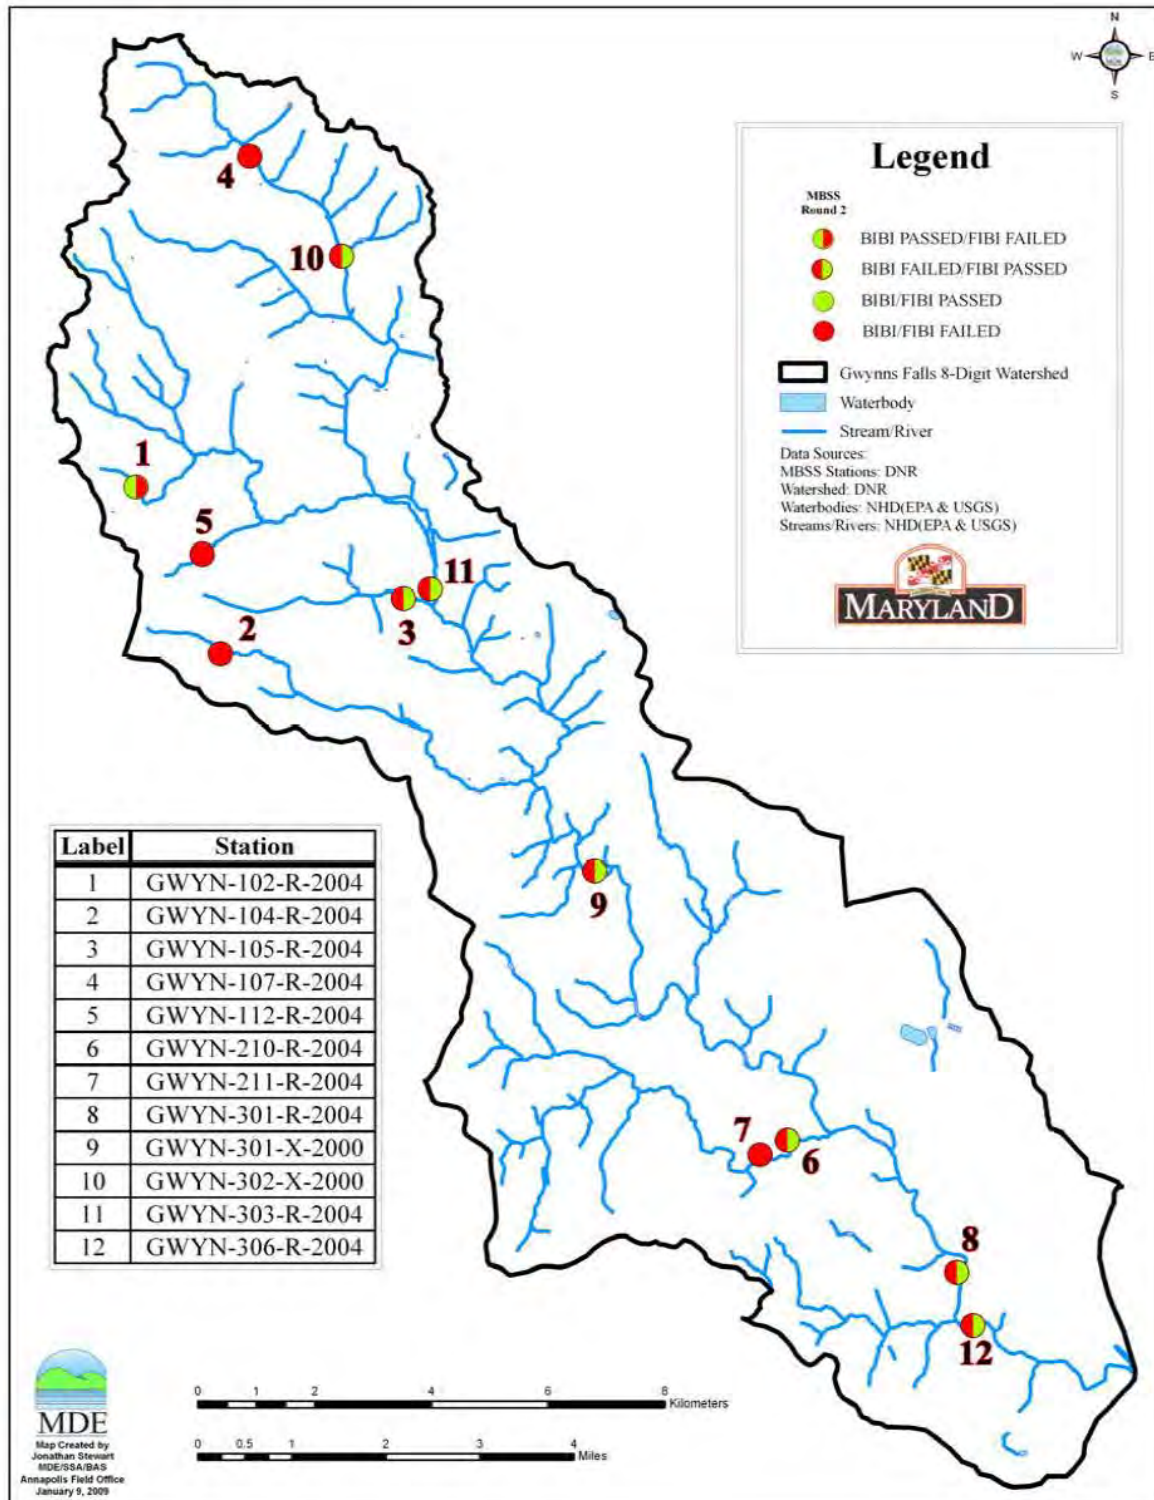 N
W E
S
Legend
MBSS
Round 2
BIBI PASSED/FIBI FAILED
BIBI FAILED/FIBI PASSED
BIBI/FIBI PASSED
BIBI/FIBI FAILED
Gwynns Falls 8-Digit Watershed
Waterbody
Stream/River
Data Sources:
MBSS Stations: DNR
Watershed: DNR
Waterbodies: NHD(EPA & USGS)
Streams/Rivers: NHD(EPA & USGS)
MARYLAND
4
10
1
5
11
3
2
9
7
6
8
12
Label Station
1 GWYN-102-R-2004
2 GWYN-104-R-2004
3 GWYN-105-R-2004
4 GWYN-107-R-2004
5 GWYN-112-R-2004
6 GWYN-210-R-2004
7 GWYN-211-R-2004
8 GWYN-301-R-2004
9 GWYN-301-X-2000
10 GWYN-302-X-2000
11 GWYN-303-R-2004
12 GWYN-306-R-2004
MDE
Map Created by
Jonathan Stewart
MDE/SSA/BAS
Annapolis Field Office
January 9, 2009
0 1 2 4 6 8
Kilometers
0 0.5 1 2 3 4
Miles